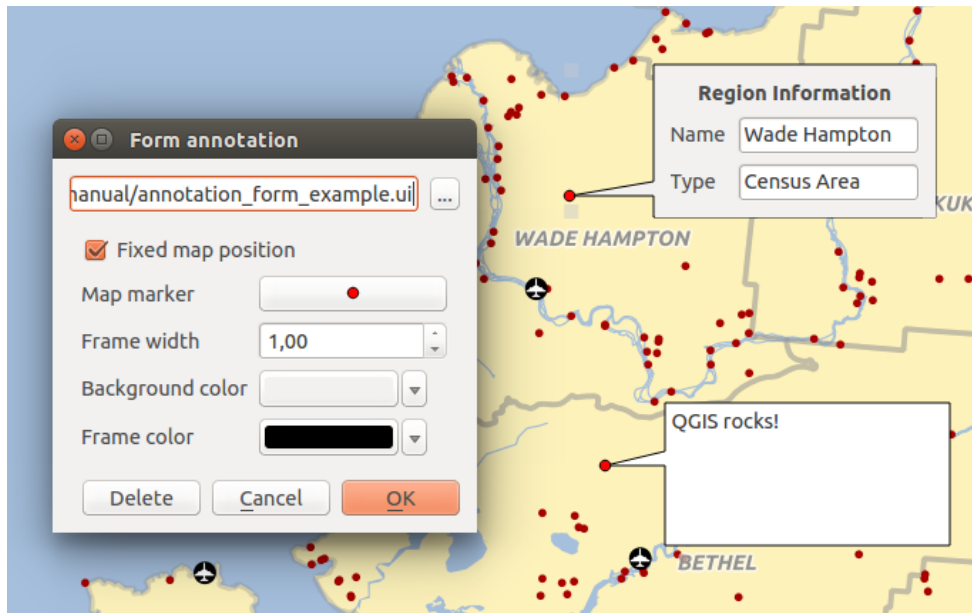 Form annotation
nanual/annotation_form_example.ui
...
Fixed map position
Map marker
Frame width 1,00
Background color
Frame color
Delete Cancel OK
Region Information
Name Wade Hampton
Type Census Area
KUK
WADE HAMPTON
QGIS rocks!
BETHEL